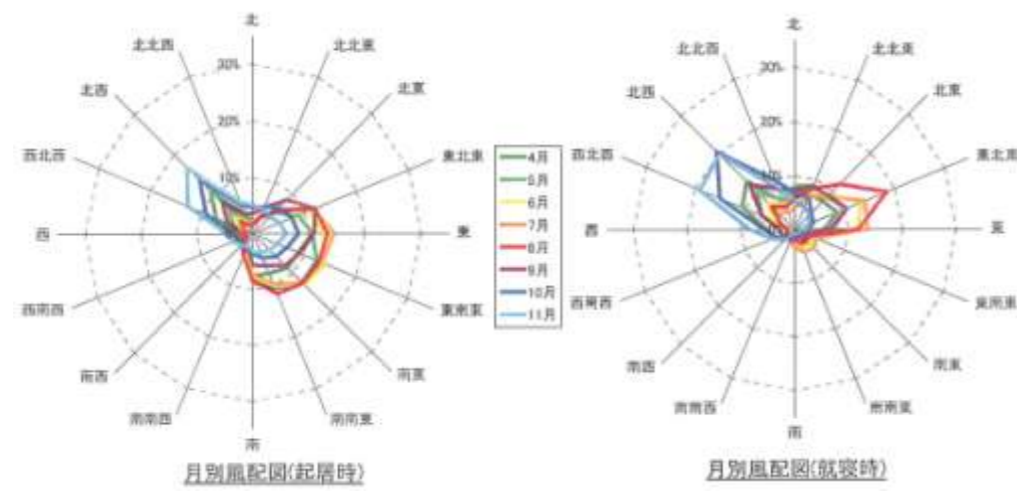 北
北北西
北北東
30%
北西
北東
20%
西北西
東北東
10%
西
東
西南西
東南東
南西
南東
南南西
南南東
南
月別風配図(起居時)
4月
5月
6月
7月
8月
9月
10月
11月
北
北北西
北北東
30%
北西
北東
20%
西北西
東北東
10%
西
東
西南西
東南東
南西
南東
南南西
南南東
南
月別風配図(就寝時)